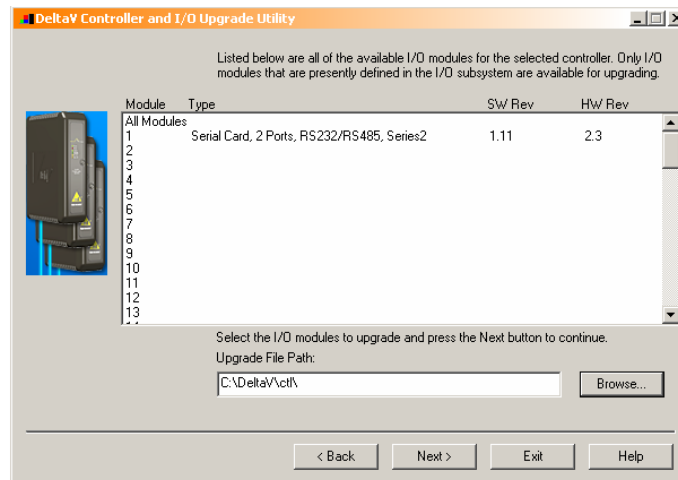 DeltaV Controller and I/O Upgrade Utility
Listed below are all of the available I/O modules for the selected controller. Only I/O
modules that are presently defined in the I/O subsystem are available for upgrading.
Module Type SW Rev HW Rev
All Modules
1 Serial Card, 2 Ports, RS232/RS485, Series2 1.11 2.3
2
3
4
5
6
7
8
9
10
11
12
13
Select the I/O modules to upgrade and press the Next button to continue.
Upgrade File Path:
C:\DeltaV\ctl\ Browse...
< Back Next > Exit Help